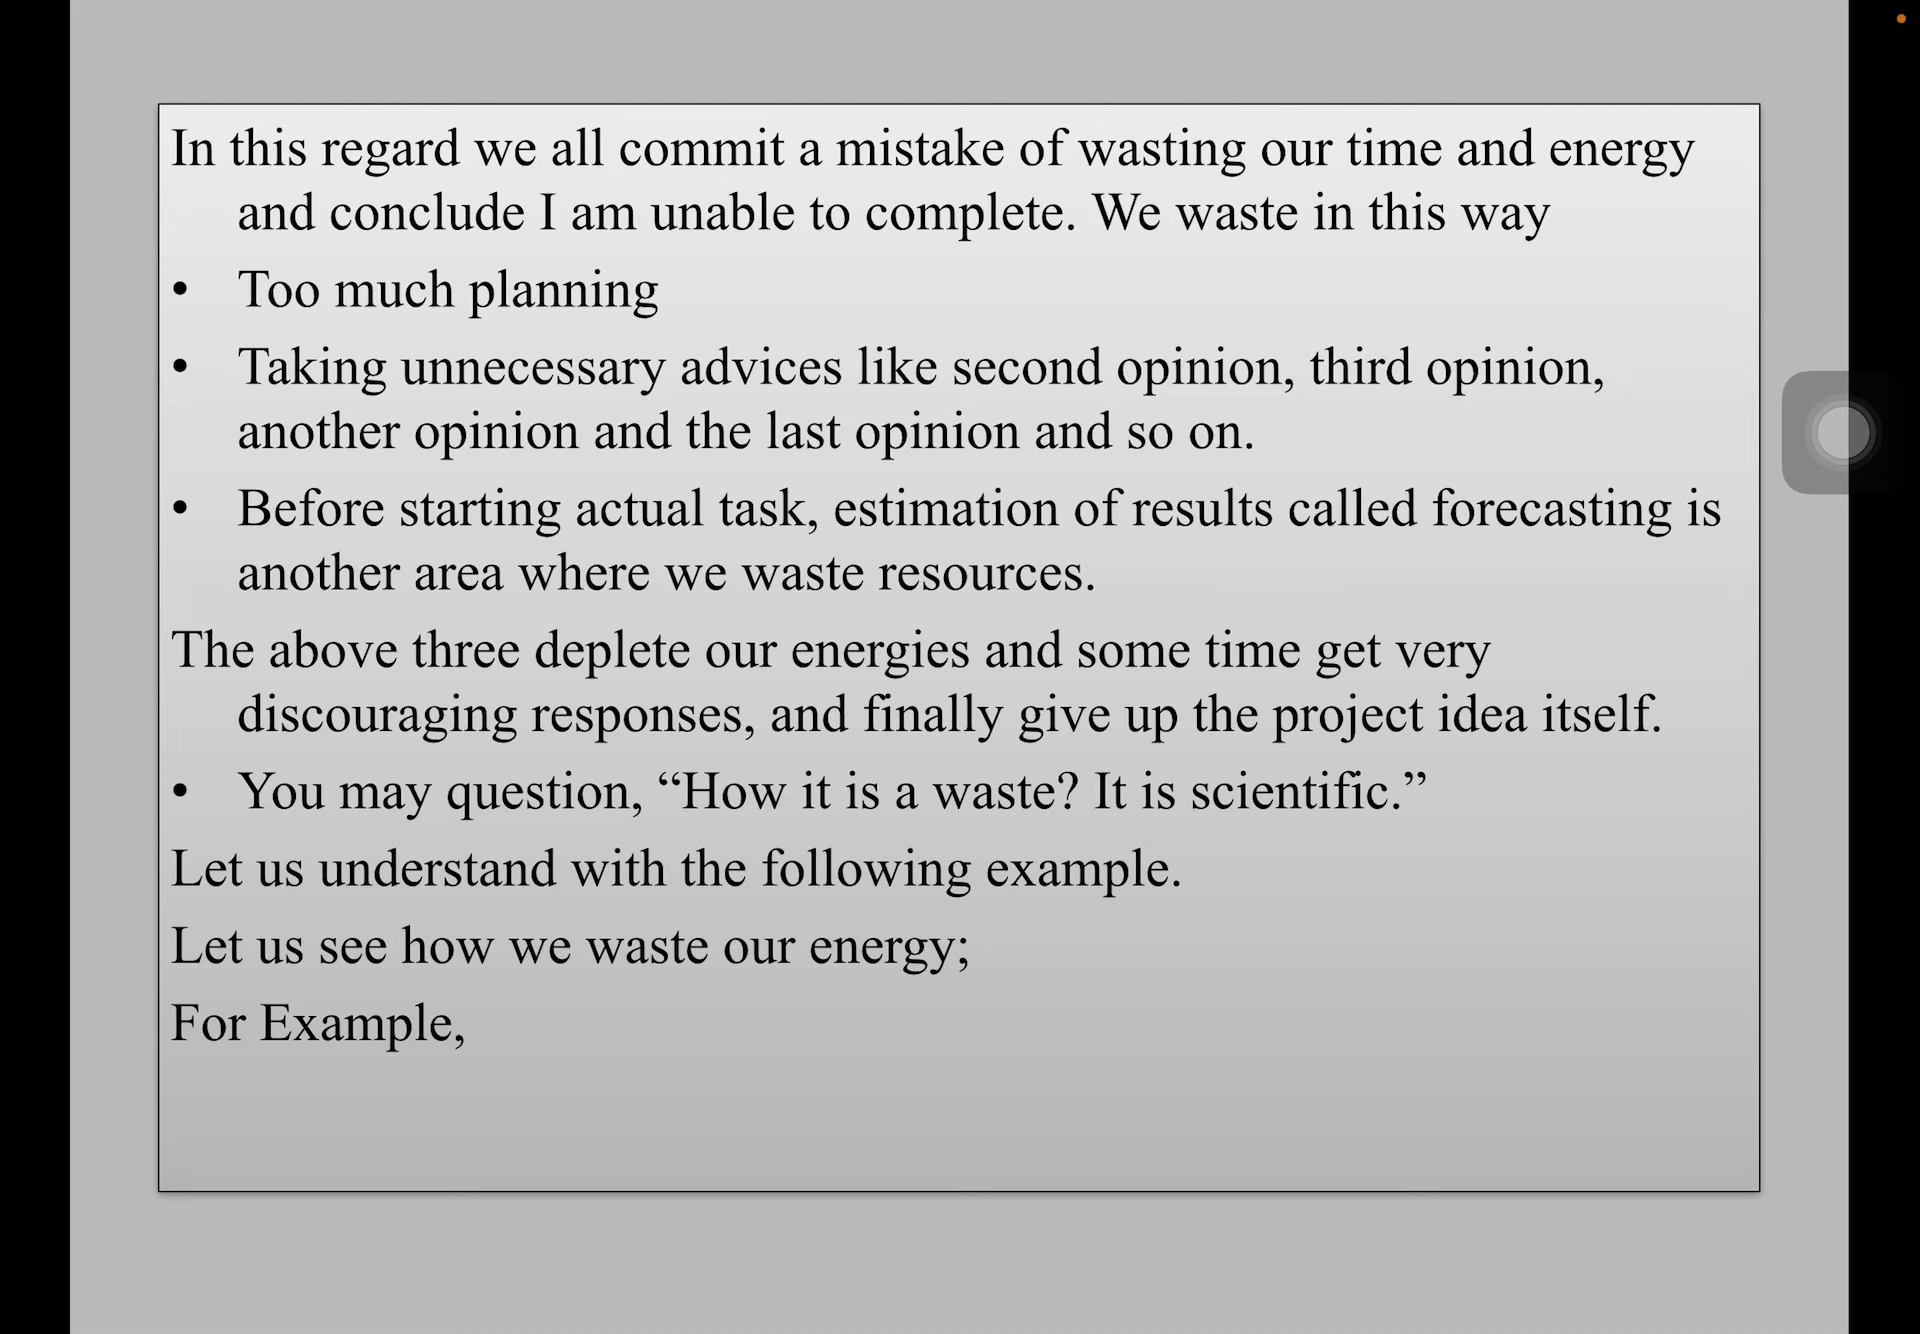 In this regard we all commit a mistake of wasting our time and energy
and conclude I am unable to complete. We waste in this way
• Too much planning
• Taking unnecessary advices like second opinion, third opinion,
another opinion and the last opinion and so on.
• Before starting actual task, estimation of results called forecasting is
another area where we waste resources.
The above three deplete our energies and some time get very
discouraging responses, and finally give up the project idea itself.
• You may question, “How it is a waste? It is scientific.”
Let us understand with the following example.
Let us see how we waste our energy;
For Example,